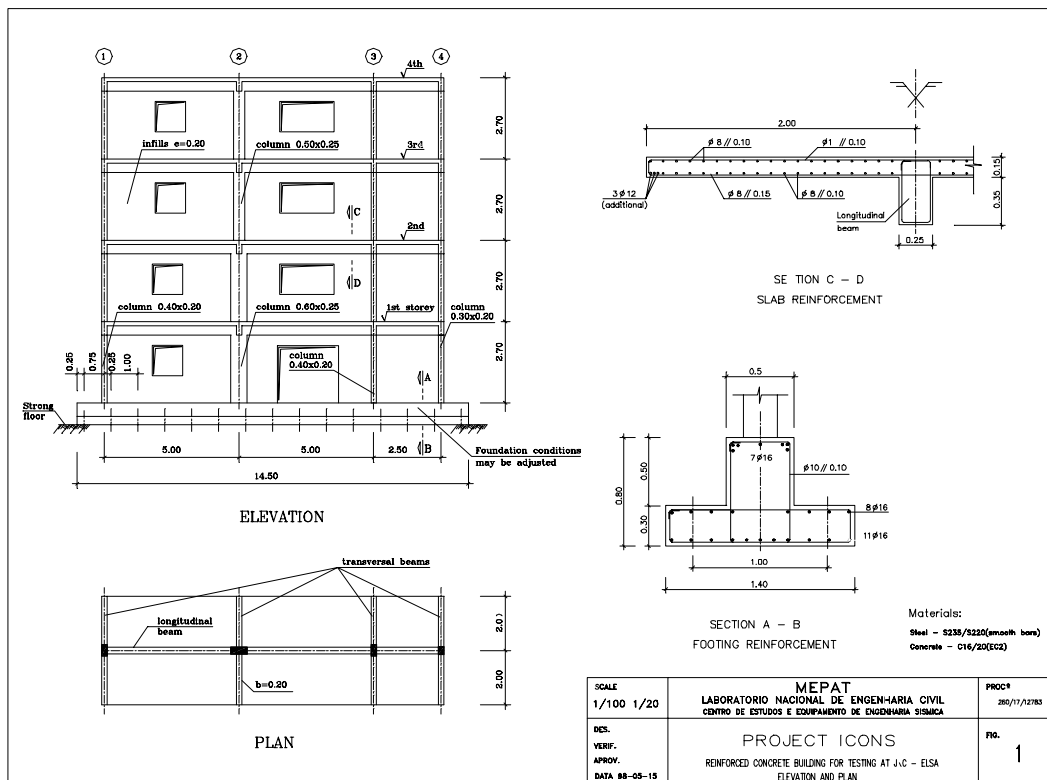 1 2 3 4
4th
infills e=0.20
column 0.50x0.25
3rd
C
2nd
D
column 0.40x0.20
column 0.60x0.25
1st storey
column
0.30x0.20
column
0.40x0.20
2.70
2.70
2.70
2.70
0.25
0.75
0.25
1.00
A
Strong
floor
5.00 5.00 2.50
B
Foundation conditions
may be adjusted
14.50
ELEVATION
transversal beams
longitudinal
beam
b=0.20
2.0
2.00
PLAN
2.00
ϕ 8 // 0.10
ϕ1 // 0.10
0.15
0.35
3 ϕ 12
(additional)
ϕ 8 // 0.15
ϕ 8 // 0.10
Longitudinal
beam
0.25
SE TION C – D
SLAB REINFORCEMENT
0.5
7ϕ16
ϕ10// 0.10
0.80
0.50
0.30
8ϕ16
11ϕ16
1.00
1.40
SECTION A – B
FOOTING REINFORCEMENT
Materials:
Steel – S235/S220(smooth bars)
Concrete – C16/20(EC2)
SCALE
1/100 1/20
MEPAT
LABORATORIO NACIONAL DE ENGENHARIA CIVIL
CENTRO DE ESTUDOS E EQUIPAMENTO DE ENGENHARIA SISMICA
PROCº
280/17/12783
DES.
VERIF.
APROV.
DATA 98-05-15
PROJECT ICONS
REINFORCED CONCRETE BUILDING FOR TESTING AT – ELSA
ELEVATION AND PLAN
FIG.
1